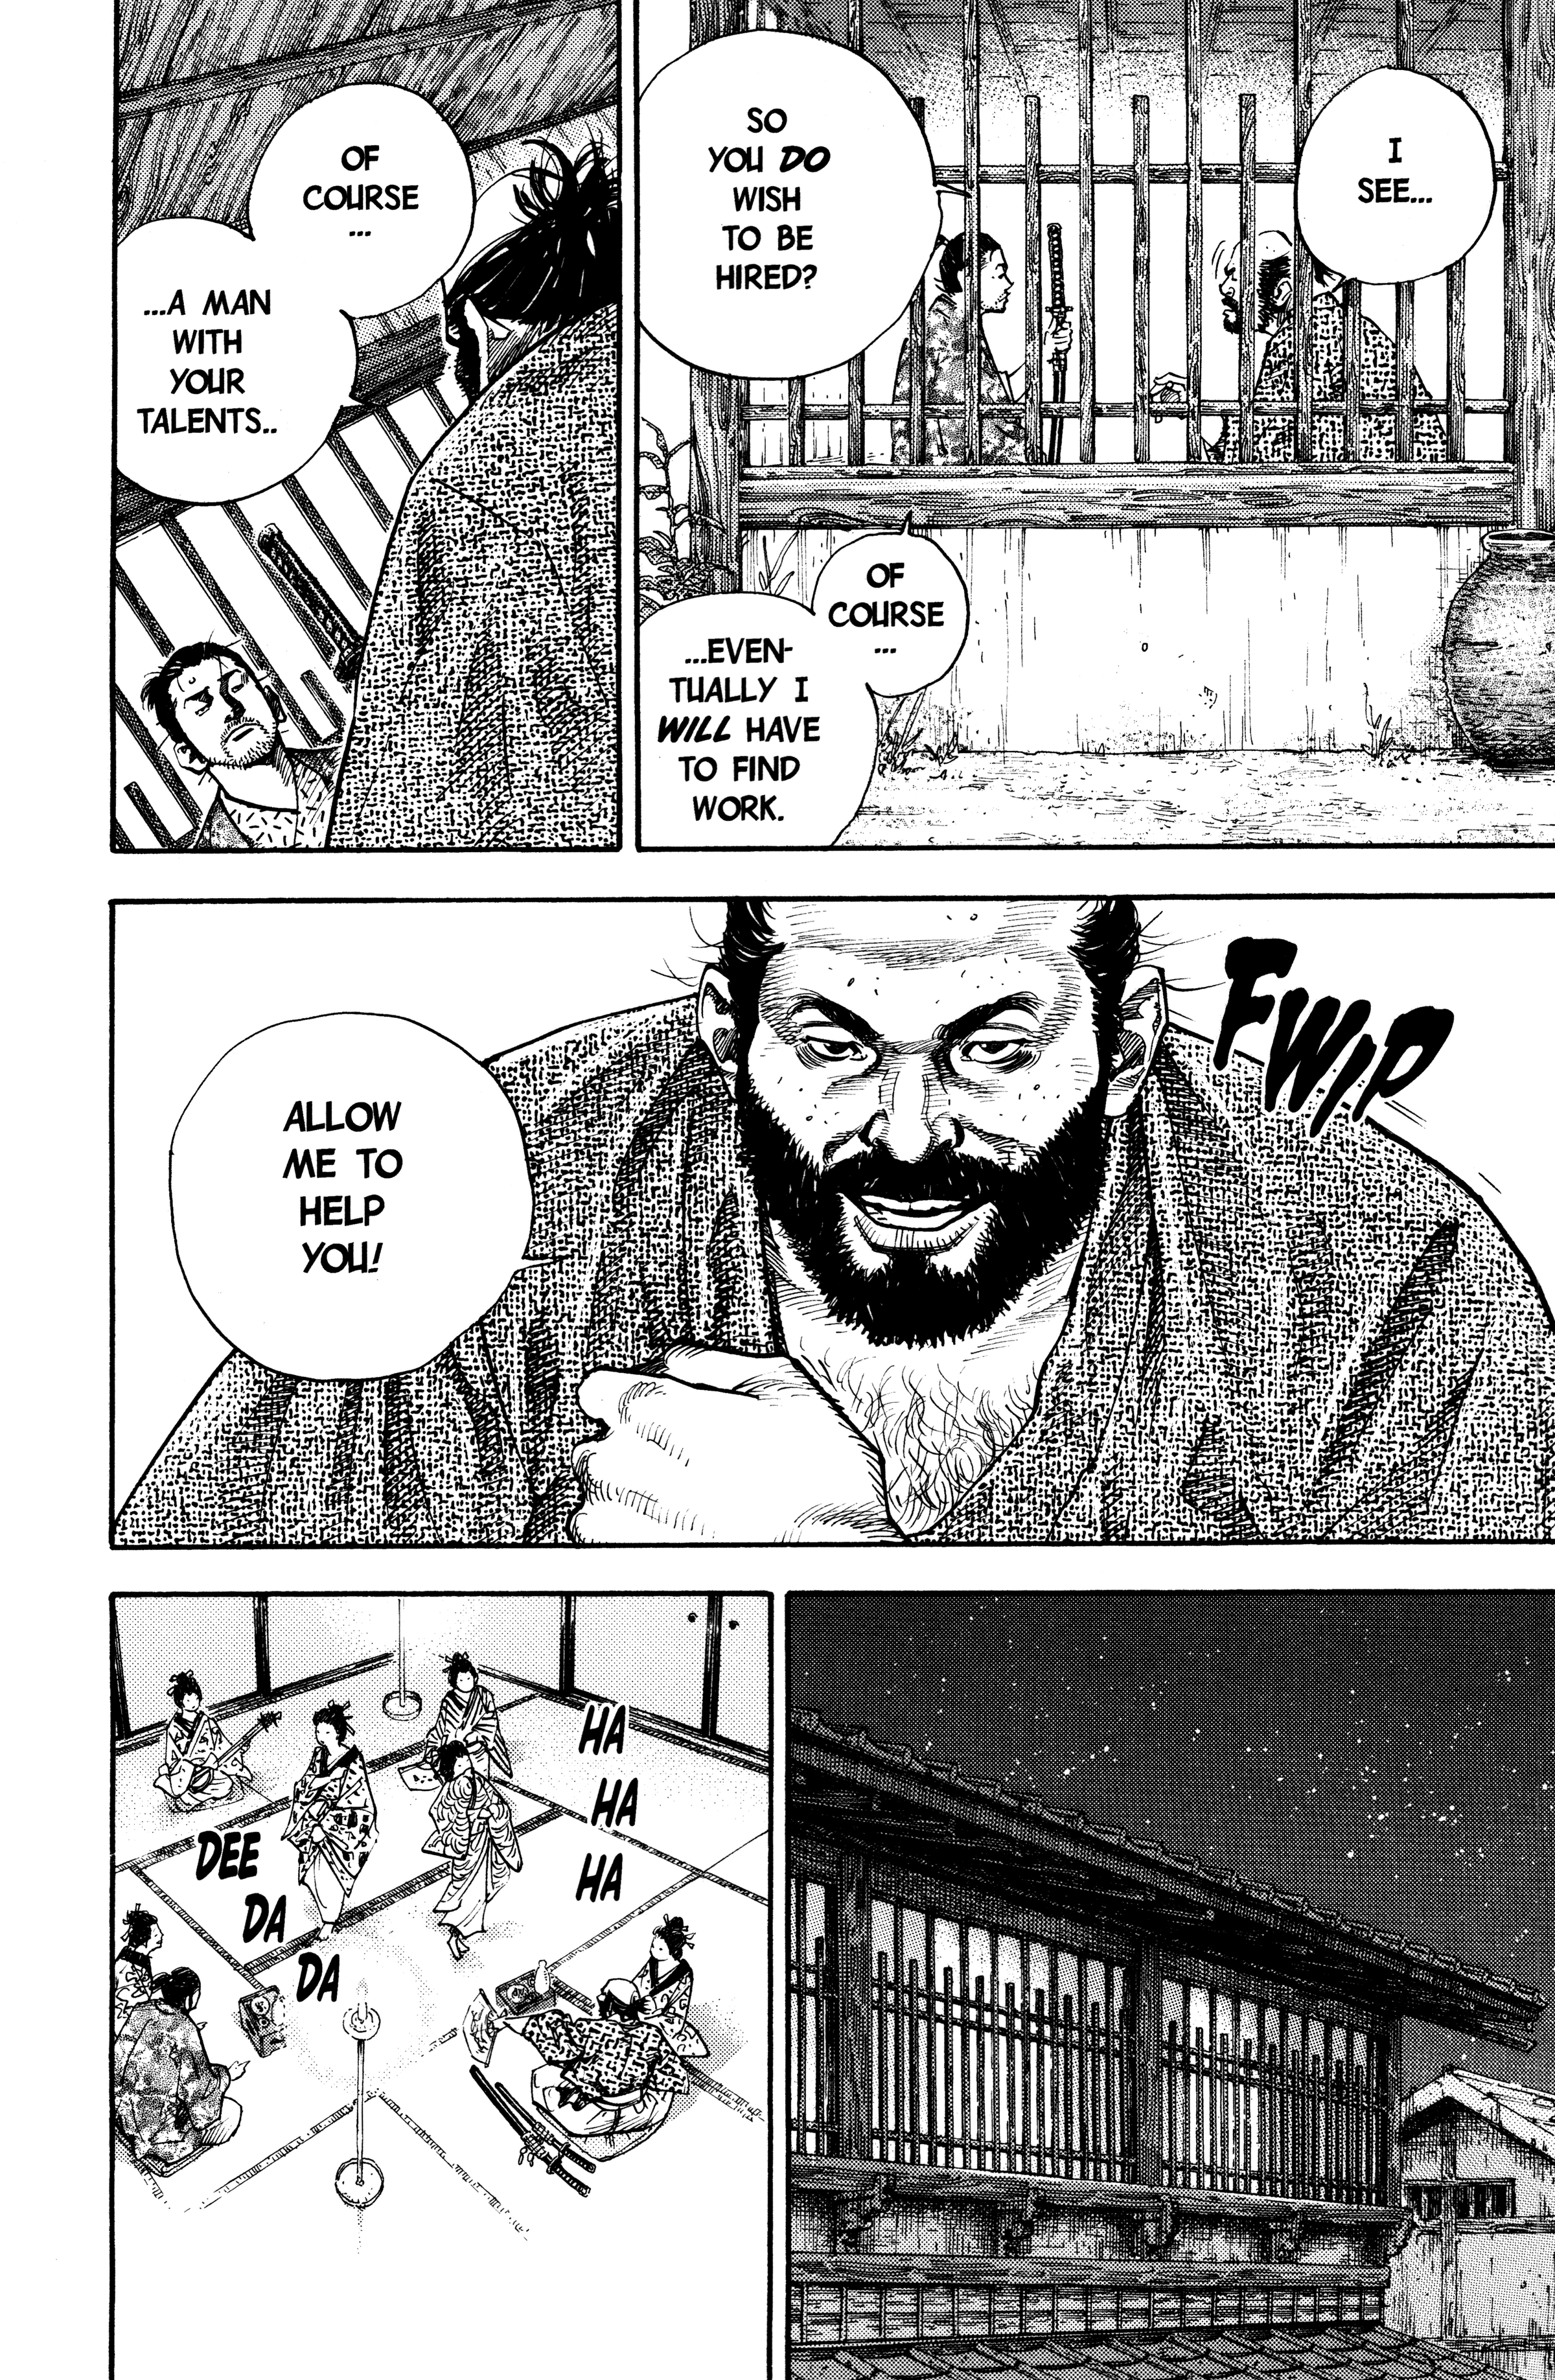 I
SEE...
SO
YOU DO
WISH
TO BE
HIRED?
OF
COURSE
...
...EVEN-
TUALLY I
WILL HAVE
TO FIND
WORK.
OF
COURSE
...
...A MAN
WITH
YOUR
TALENTS..
FWIP
ALLOW
ME TO
HELP
YOU!
HA
HA
HA
DEE
DA
DA